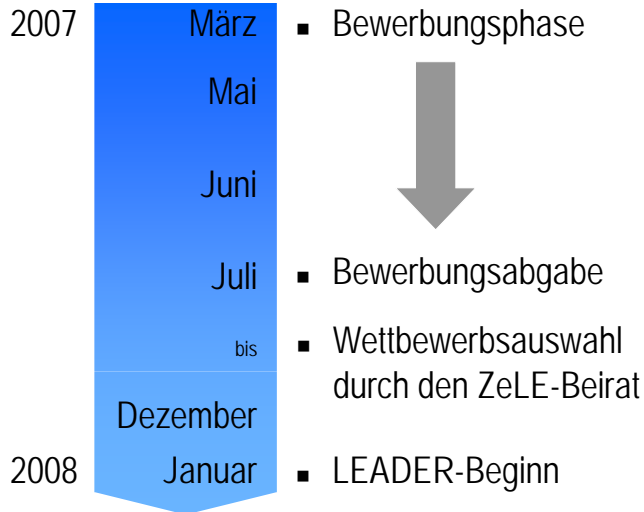 2007 März ▪ Bewerbungsphase
Mai
Juni
Juli ▪ Bewerbungsabgabe
bis ▪ Wettbewerbsauswahl
durch den ZeLE-Beirat
Dezember
2008 Januar ▪ LEADER-Beginn